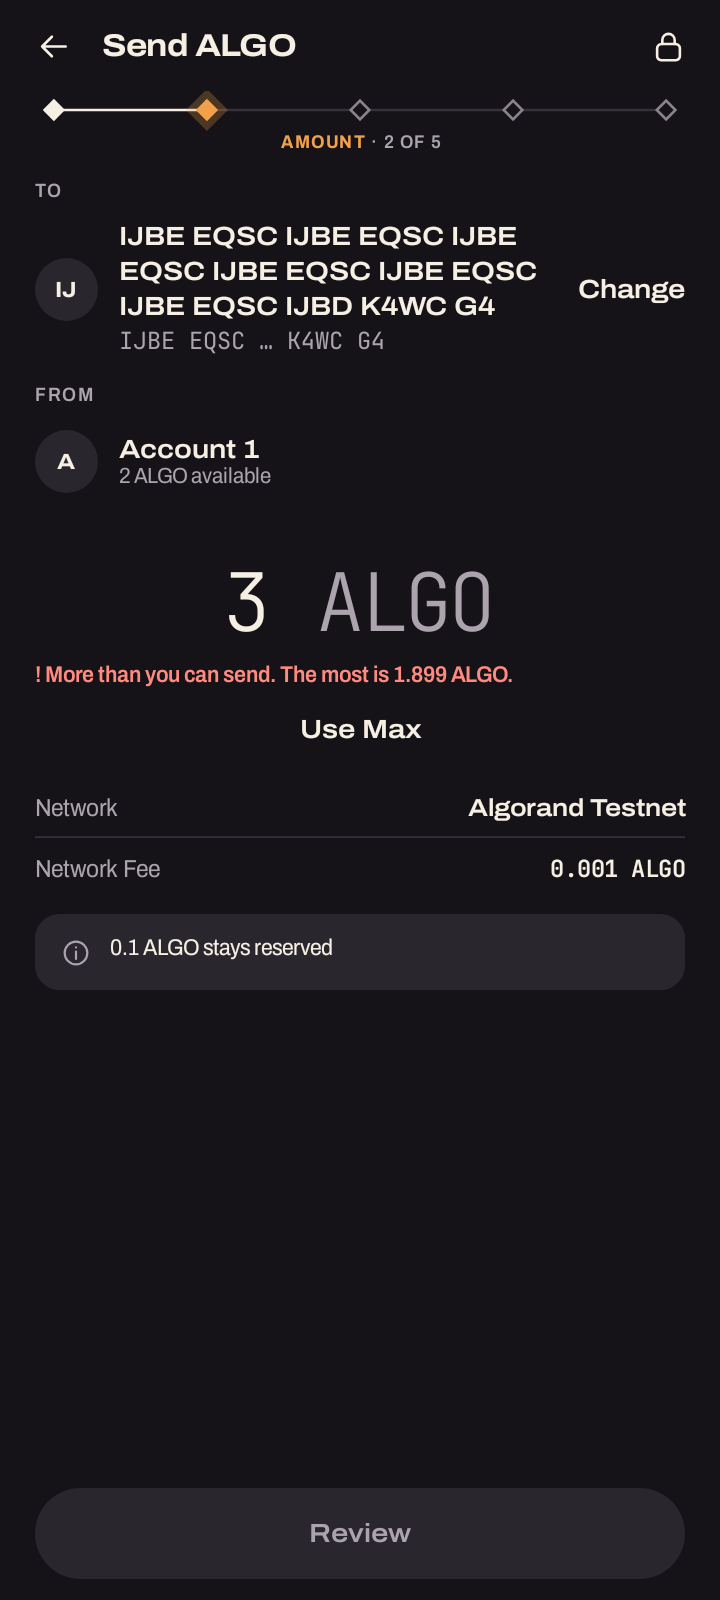 Send ALGO
AMOUNT · 2 OF 5
TO
IJ
IJBE EQSC IJBE EQSC IJBE
EQSC IJBE EQSC IJBE EQSC
IJBE EQSC IJBD K4WC G4
IJBE EQSC … K4WC G4
Change
FROM
A
Account 1
2 ALGO available
3 ALGO
! More than you can send. The most is 1.899 ALGO.
Use Max
Network
Algorand Testnet
Network Fee
0.001 ALGO
0.1 ALGO stays reserved
Review